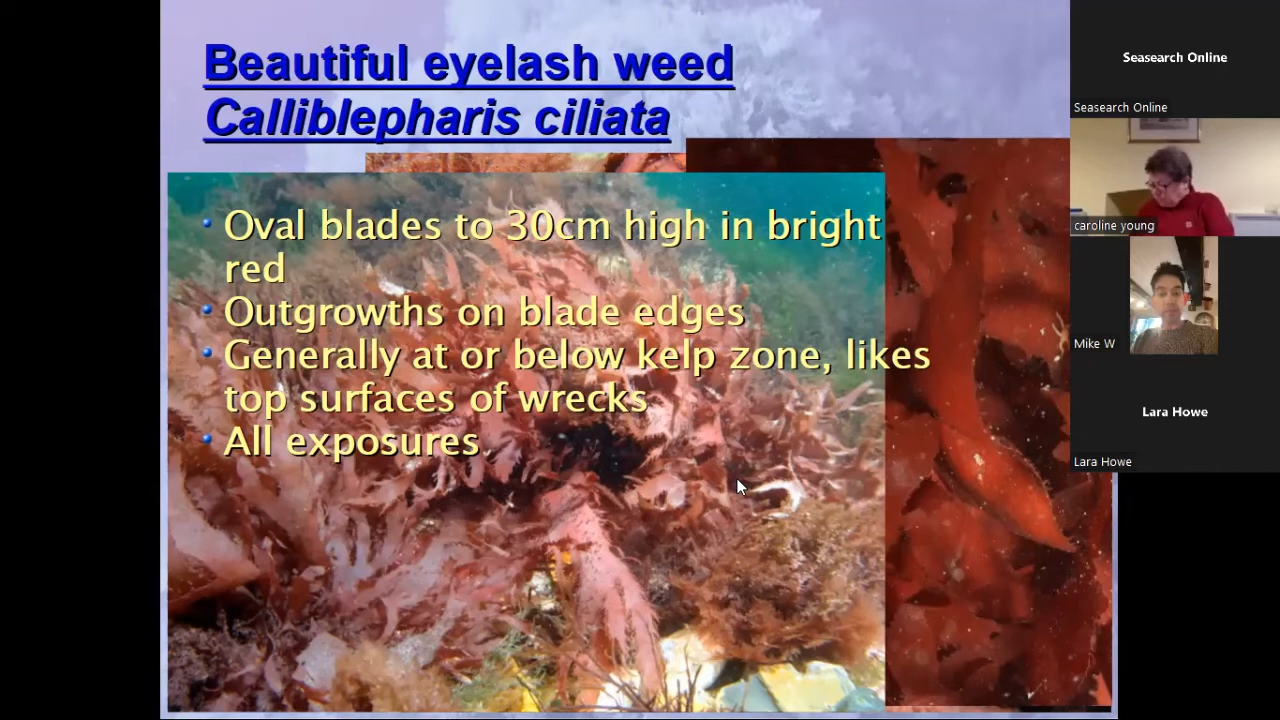 Beautiful eyelash weed
Calliblepharis ciliata
• Oval blades to 30cm high in bright
red
• Outgrowths on blade edges
• Generally at or below kelp zone, likes
top surfaces of wrecks
• All exposures
Seasearch Online
Seasearch Online
caroline young
Mike W
Lara Howe
Lara Howe